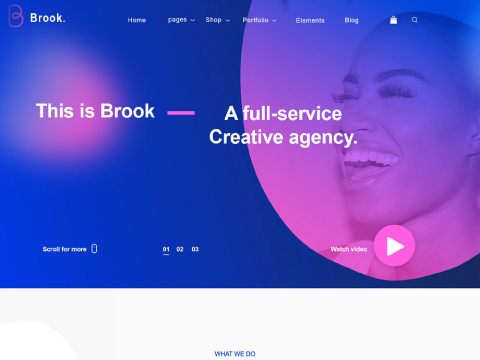 Brook.
Home
pages
Shop
Portfolio
Elements
Blog
This is Brook
A full-service
Creative agency.
Scroll for more
01 02 03
Watch video
WHAT WE DO